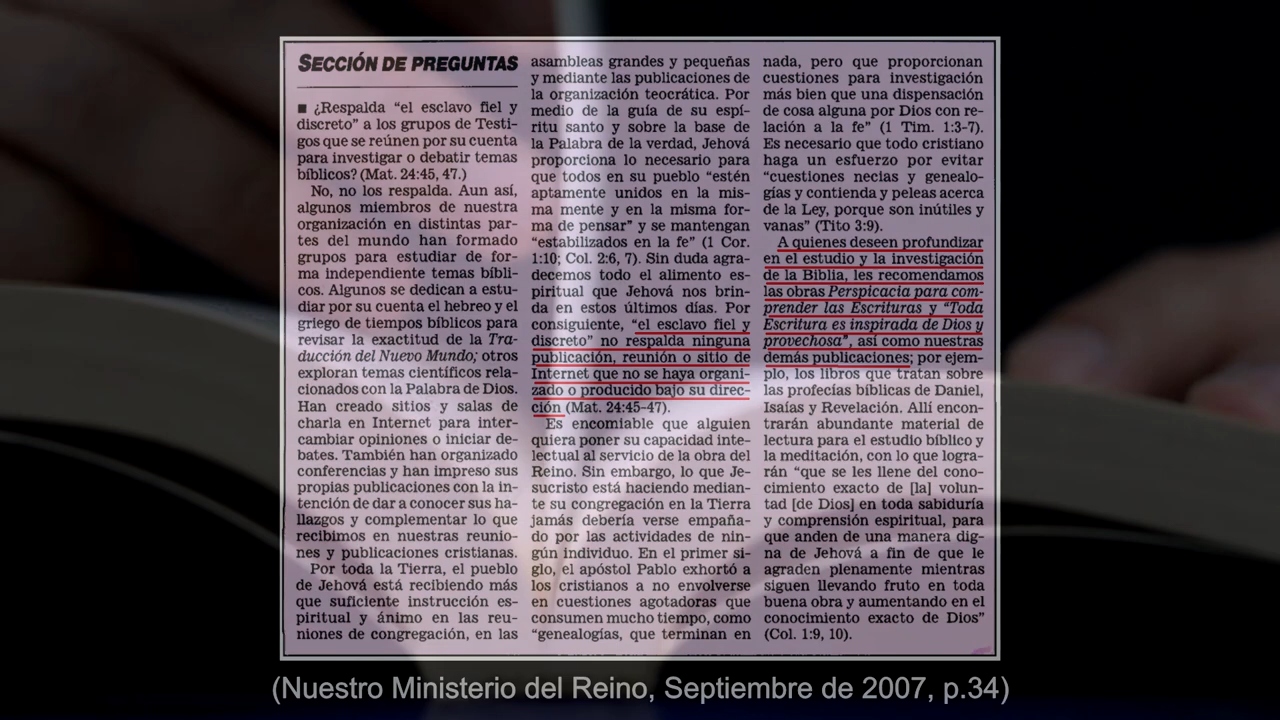 SECCIÓN DE PREGUNTAS
■ ¿Respalda “el esclavo fiel y
discreto” a los grupos de Testi-
gos que se reúnen por su cuenta
para investigar o debatir temas
bíblicos? (Mat. 24:45, 47.)
No, no los respalda. Aun así,
algunos miembros de nuestra
organización en distintas par-
tes del mundo han formado
grupos para estudiar de for-
ma independiente temas bíbli-
cos. Algunos se dedican a estu-
diar por su cuenta el hebreo y el
griego de tiempos bíblicos para
revisar la exactitud de la Tra-
ducción del Nuevo Mundo; otros
exploran temas científicos rela-
cionados con la Palabra de Dios.
Han creado sitios y salas de
charla en Internet para inter-
cambiar opiniones o iniciar de-
bates. También han organizado
conferencias y han impreso sus
propias publicaciones con la in-
tención de dar a conocer sus ha-
llazgos y complementar lo que
recibimos en nuestras reunio-
nes y publicaciones cristianas.
Por toda la Tierra, el pueblo
de Jehová está recibiendo más
que suficiente instrucción es-
piritual y ánimo en las reu-
niones de congregación, en las
asambleas grandes y pequeñas
y mediante las publicaciones de
la organización teocrática. Por
medio de la guía de su espí-
ritu santo y sobre la base de
la Palabra de la verdad, Jehová
proporciona lo necesario para
que todos en su pueblo “estén
aptamente unidos en la mis-
ma mente y en la misma for-
ma de pensar” y se mantengan
“estabilizados en la fe” (1 Cor.
1:10; Col. 2:6, 7). Sin duda agra-
decemos todo el alimento es-
piritual que Jehová nos brin-
da en estos últimos días. Por
consiguiente, “el esclavo fiel y
discreto” no respalda ninguna
publicación, reunión o sitio de
Internet que no se haya organi-
zado o producido bajo su direc-
ción (Mat. 24:45-47).
Es encomiable que alguien
quiera poner su capacidad inte-
lectual al servicio de la obra del
Reino. Sin embargo, lo que Je-
sucristo está haciendo median-
te su congregación en la Tierra
jamás debería verse empaña-
do por las actividades de nin-
gún individuo. En el primer si-
glo, el apóstol Pablo exhortó a
los cristianos a no envolverse
en cuestiones agotadoras que
consumen mucho tiempo, como
“genealogías, que terminan en
nada, pero que proporcionan
cuestiones para investigación
más bien que una dispensación
de cosa alguna por Dios con re-
lación a la fe” (1 Tim. 1:3-7).
Es necesario que todo cristiano
haga un esfuerzo por evitar
“cuestiones necias y genealo-
gías y contienda y peleas acerca
de la Ley, porque son inútiles y
vanas” (Tito 3:9).
A quienes deseen profundizar
en el estudio y la investigación
de la Biblia, les recomendamos
las obras Perspicacia para com-
prender las Escrituras y “Toda
Escritura es inspirada de Dios y
provechosa”, así como nuestras
demás publicaciones; por ejem-
plo, los libros que tratan sobre
las profecías bíblicas de Daniel,
Isaías y Revelación. Allí encon-
trarán abundante material de
lectura para el estudio bíblico y
la meditación, con lo que logra-
rán “que se les llene del cono-
cimiento exacto de [la] volun-
tad [de Dios] en toda sabiduría
y comprensión espiritual, para
que anden de una manera dig-
na de Jehová a fin de que le
agraden plenamente mientras
siguen llevando fruto en toda
buena obra y aumentando en el
conocimiento exacto de Dios”
(Col. 1:9, 10).
(Nuestro Ministerio del Reino, Septiembre de 2007, p.34)